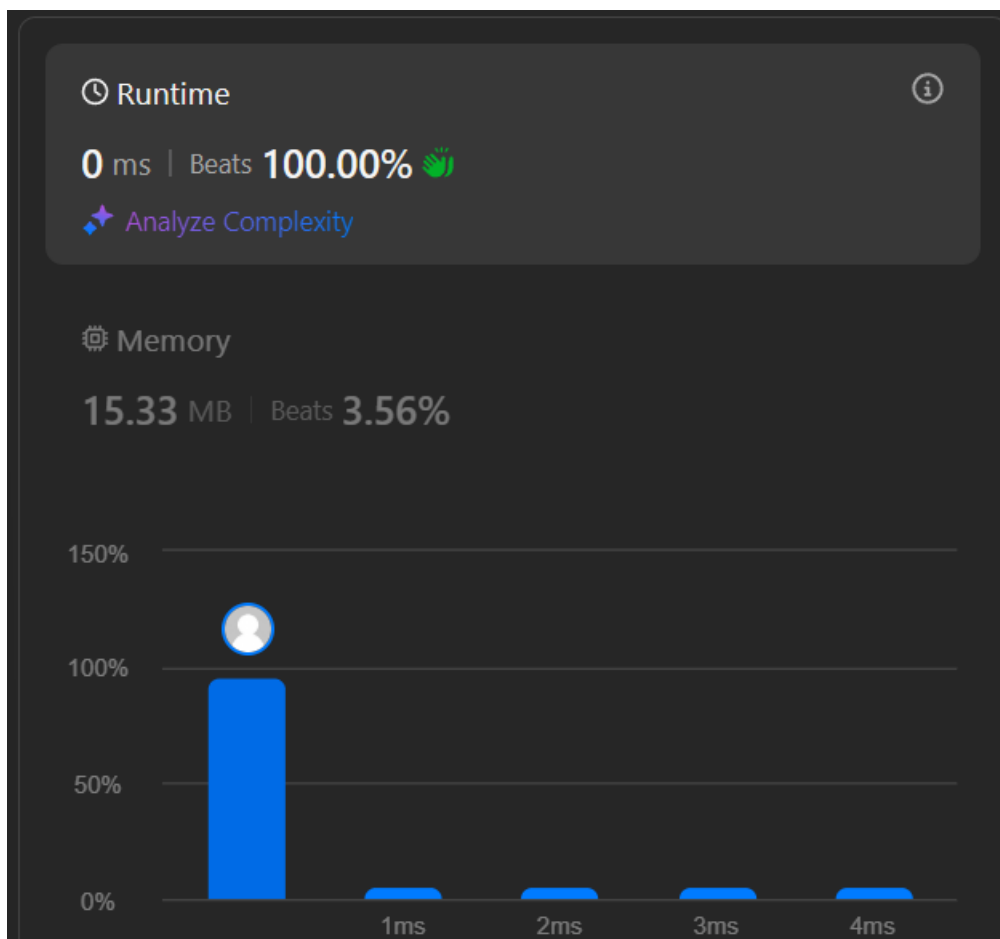 Runtime
0 ms | Beats 100.00%
Analyze Complexity
Memory
15.33 MB | Beats 3.56%
150%
100%
50%
0%
1ms 2ms 3ms 4ms